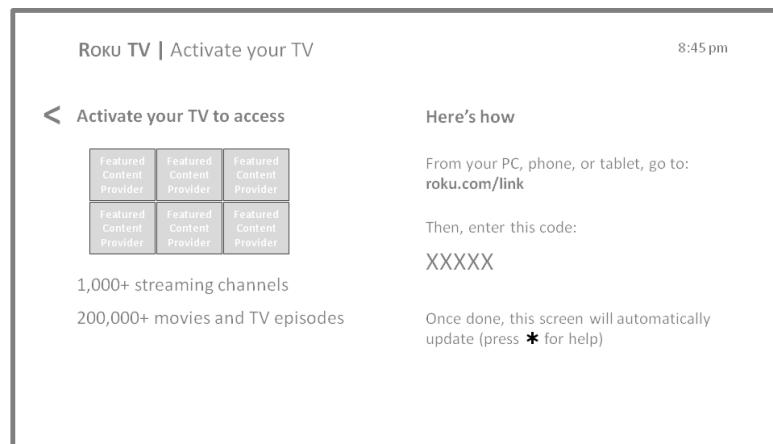 ROKU TV | Activate your TV
8:45 pm
< Activate your TV to access
Featured Content Provider
Featured Content Provider
Featured Content Provider
Featured Content Provider
Featured Content Provider
Featured Content Provider
1,000+ streaming channels
200,000+ movies and TV episodes
Here’s how
From your PC, phone, or tablet, go to:
roku.com/link
Then, enter this code:
XXXXX
Once done, this screen will automatically
update (press * for help)